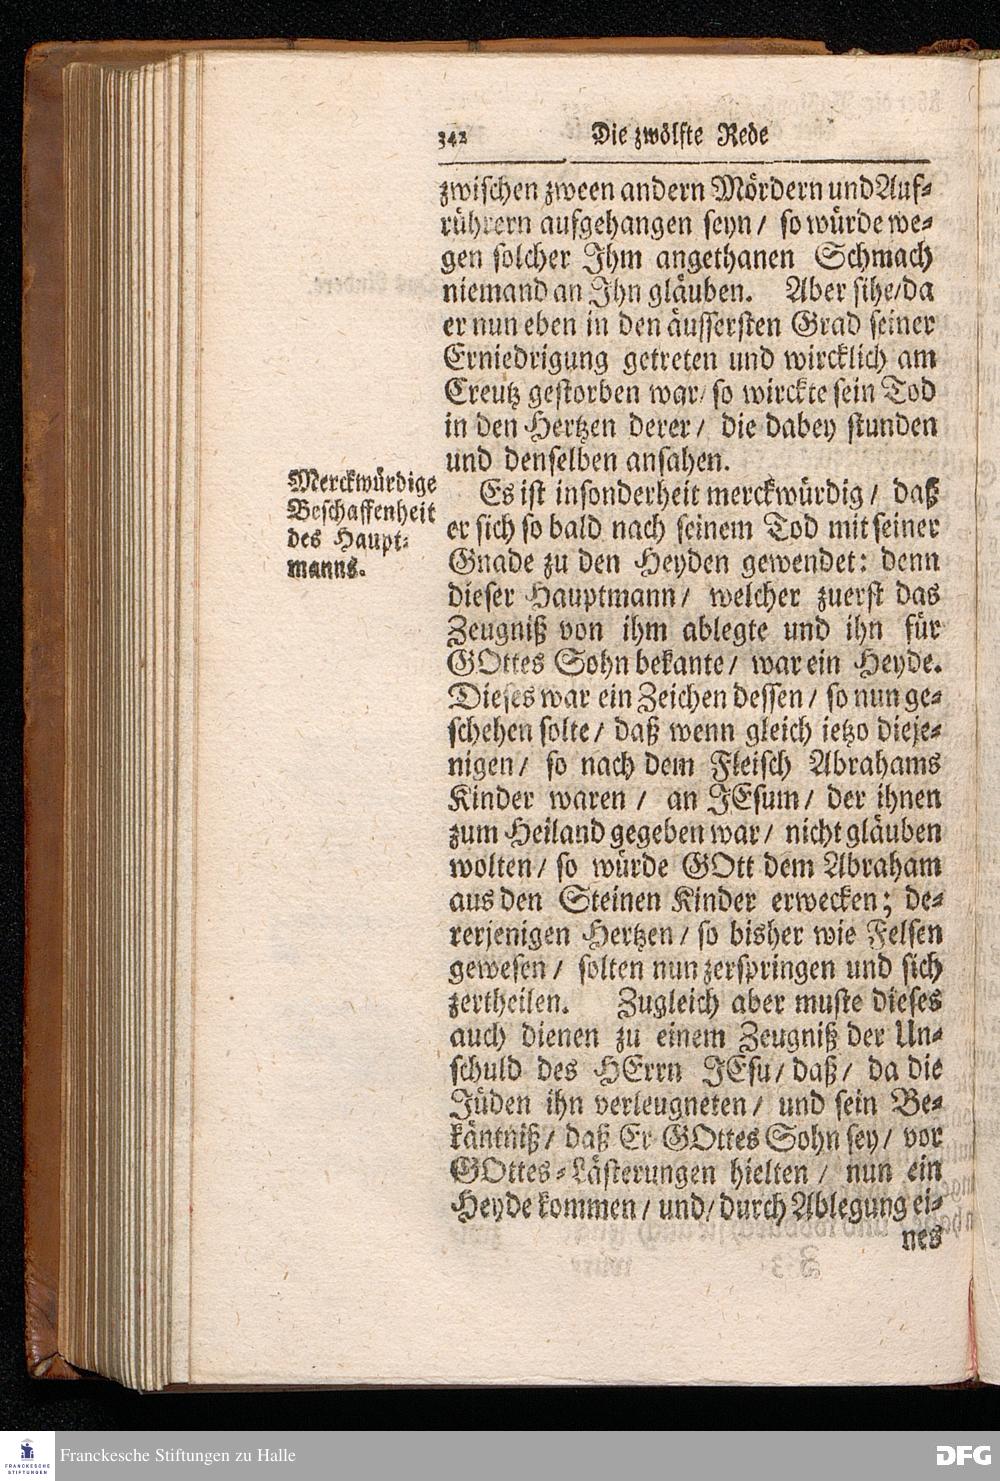 342 Die zwölfte Rede
zwischen zween andern Mördern und Auf-
rührern aufgehangen seyn / so würde we-
gen solcher Ihm angethanen Schmach
niemand an Ihn gläuben. Aber sihe / da
er nun eben in den äussersten Grad seiner
Erniedrigung getreten und wircklich am
Creutz gestorben war / so wirckte sein Tod
in den Hertzen derer / die dabey stunden
und denselben ansahen.
Merckwürdige
Beschaffenheit
des Haupt-
manns.
Es ist insonderheit merckwürdig / daß
er sich so bald nach seinem Tod mit seiner
Gnade zu den Heyden gewendet: denn
dieser Hauptmann / welcher zuerst das
Zeugniß von ihm ablegte und ihn für
GOttes Sohn bekante / war ein Heyde.
Dieses war ein Zeichen dessen / so nun ge-
schehen solte / daß wenn gleich ietzo dieje-
nigen / so nach dem Fleisch Abrahams
Kinder waren / an JEsum / der ihnen
zum Heiland gegeben war / nicht gläuben
wolten / so würde GOtt dem Abraham
aus den Steinen Kinder erwecken; de-
rerjenigen Hertzen / so bisher wie Felsen
gewesen / solten nun zerspringen und sich
zertheilen. Zugleich aber muste dieses
auch dienen zu einem Zeugniß der Un-
schuld des HErrn JEsu / daß / da die
Jüden ihn verleugneten / und sein Be-
käntniß / daß Er GOttes Sohn sey / vor
GOttes-Lästerungen hielten / nun ein
Heyde kommen / und / durch Ablegung ei-
nes
Franckesche Stiftungen zu Halle
FRANCKESCHE
STIFTUNGEN
DFG